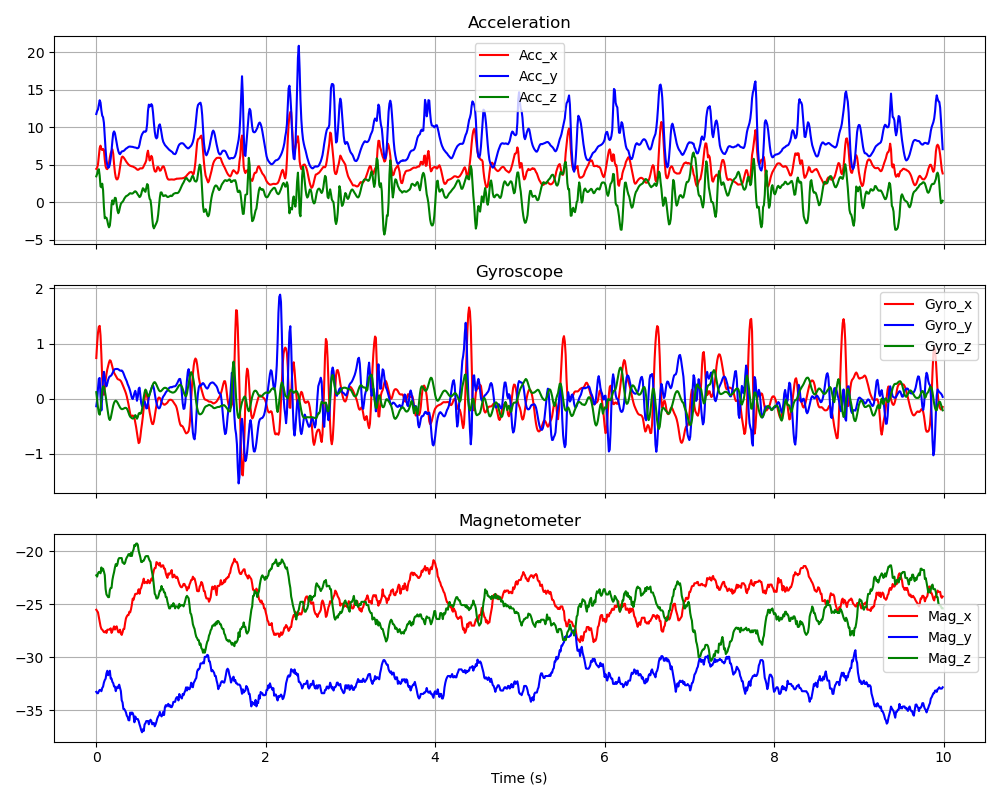 Acceleration
20
15
10
5
0
−5
Acc_x
Acc_y
Acc_z
Gyroscope
2
1
0
−1
Gyro_x
Gyro_y
Gyro_z
Magnetometer
−20
−25
−30
−35
Mag_x
Mag_y
Mag_z
0 2 4 6 8 10
Time (s)